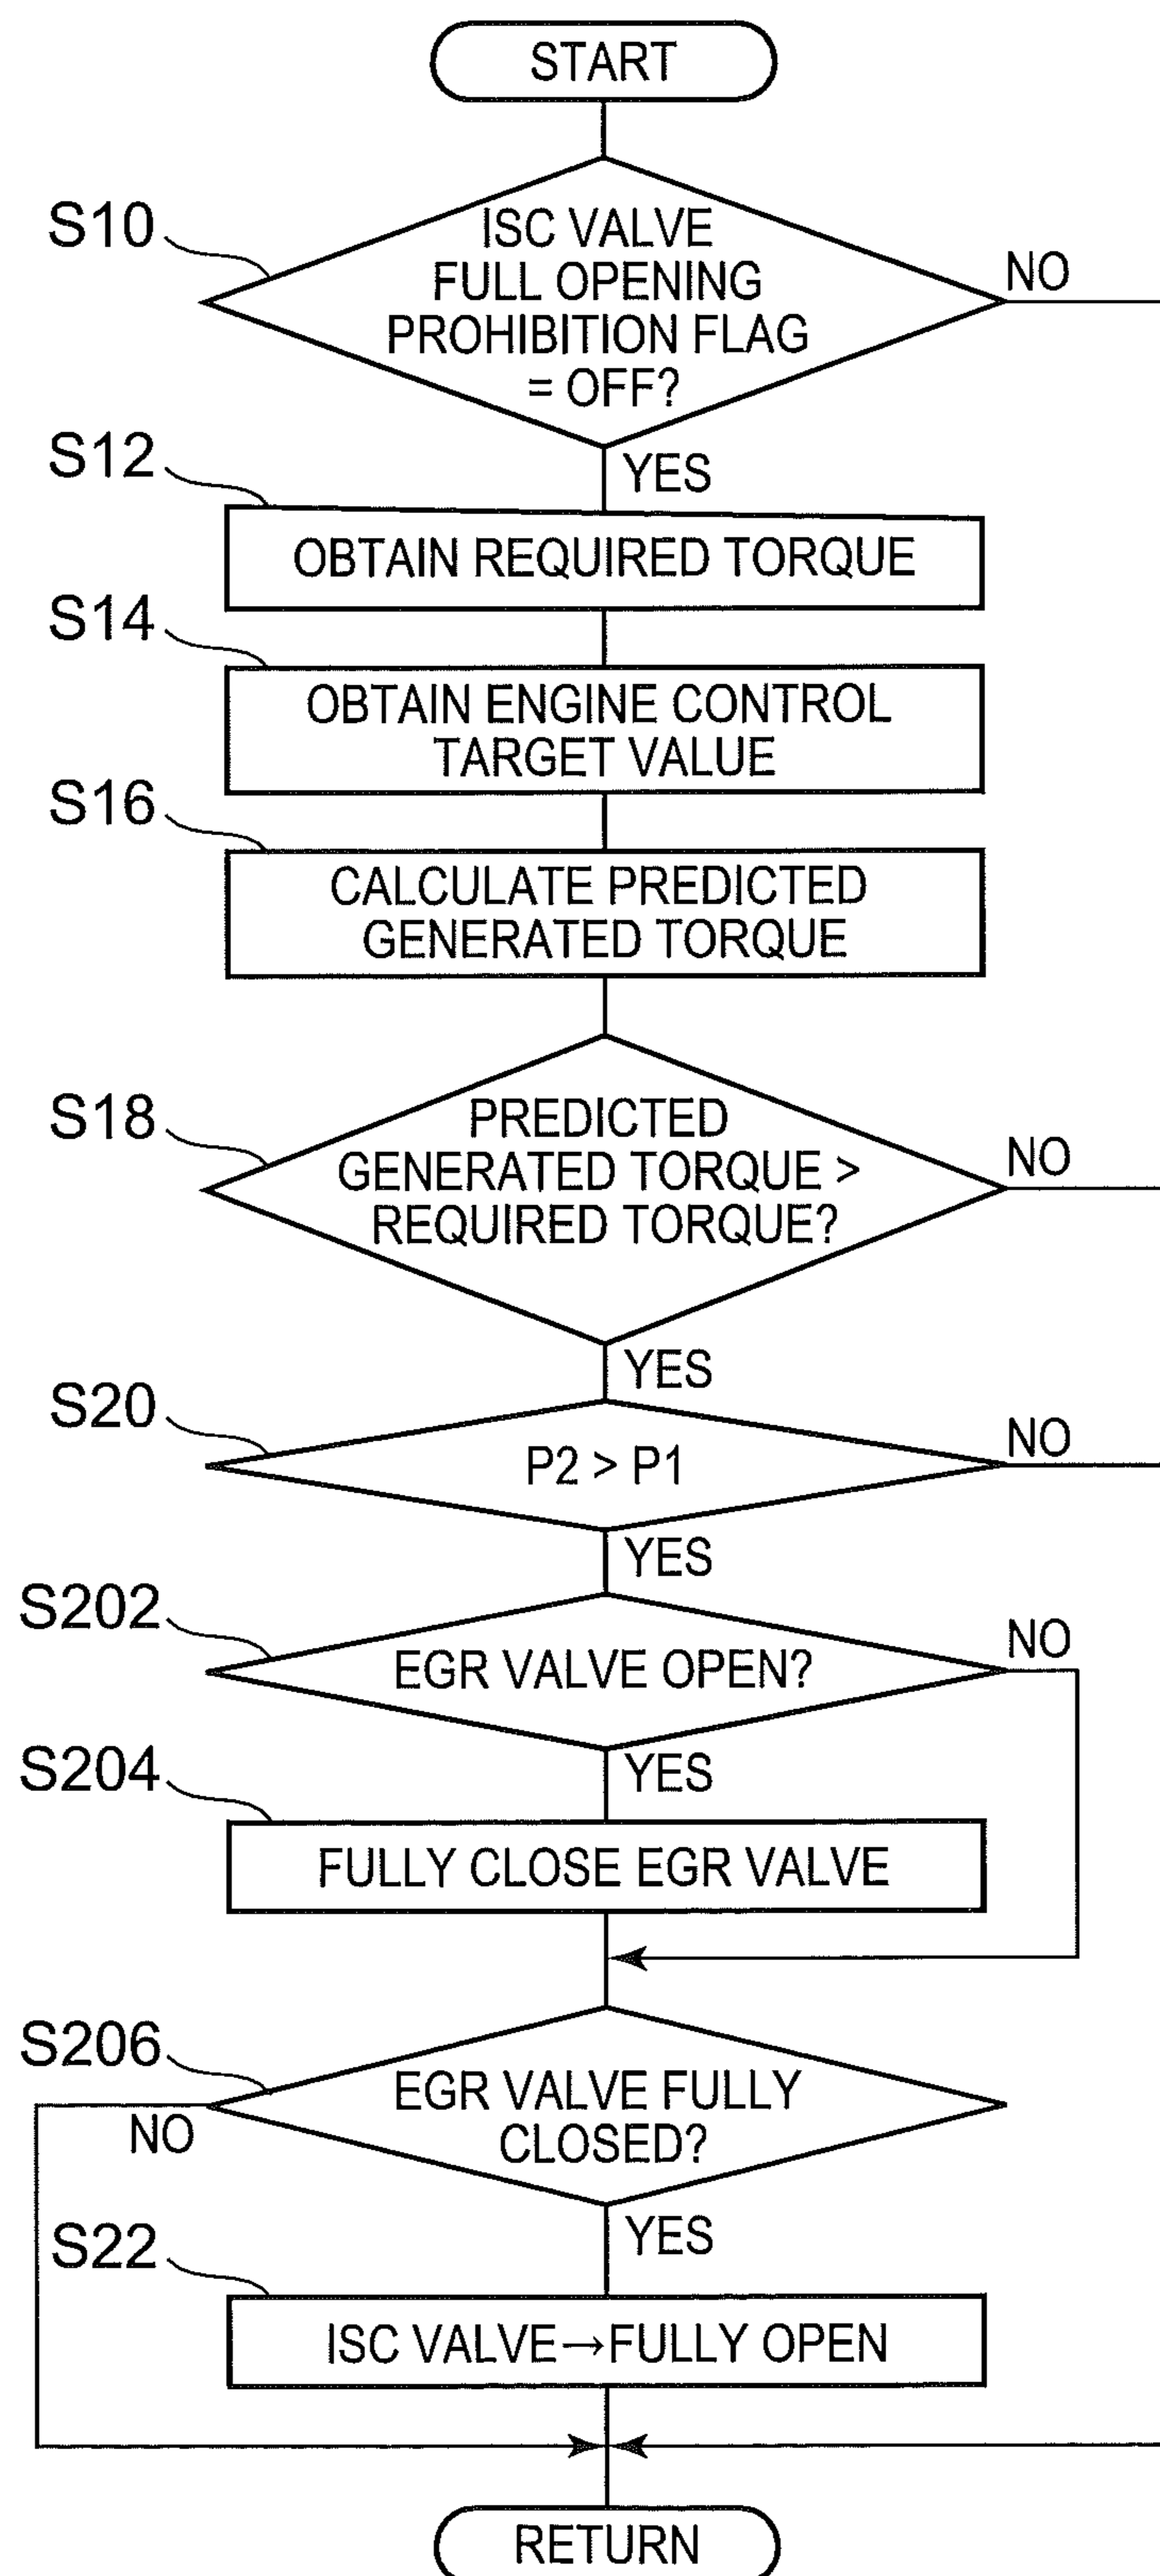 START
S10
ISC VALVE
FULL OPENING
PROHIBITION FLAG
= OFF?
NO
YES
S12
OBTAIN REQUIRED TORQUE
S14
OBTAIN ENGINE CONTROL
TARGET VALUE
S16
CALCULATE PREDICTED
GENERATED TORQUE
S18
PREDICTED
GENERATED TORQUE >
REQUIRED TORQUE?
NO
YES
S20
P2 > P1
NO
YES
S202
EGR VALVE OPEN?
NO
YES
S204
FULLY CLOSE EGR VALVE
S206
EGR VALVE FULLY
CLOSED?
NO
YES
S22
ISC VALVE→FULLY OPEN
RETURN